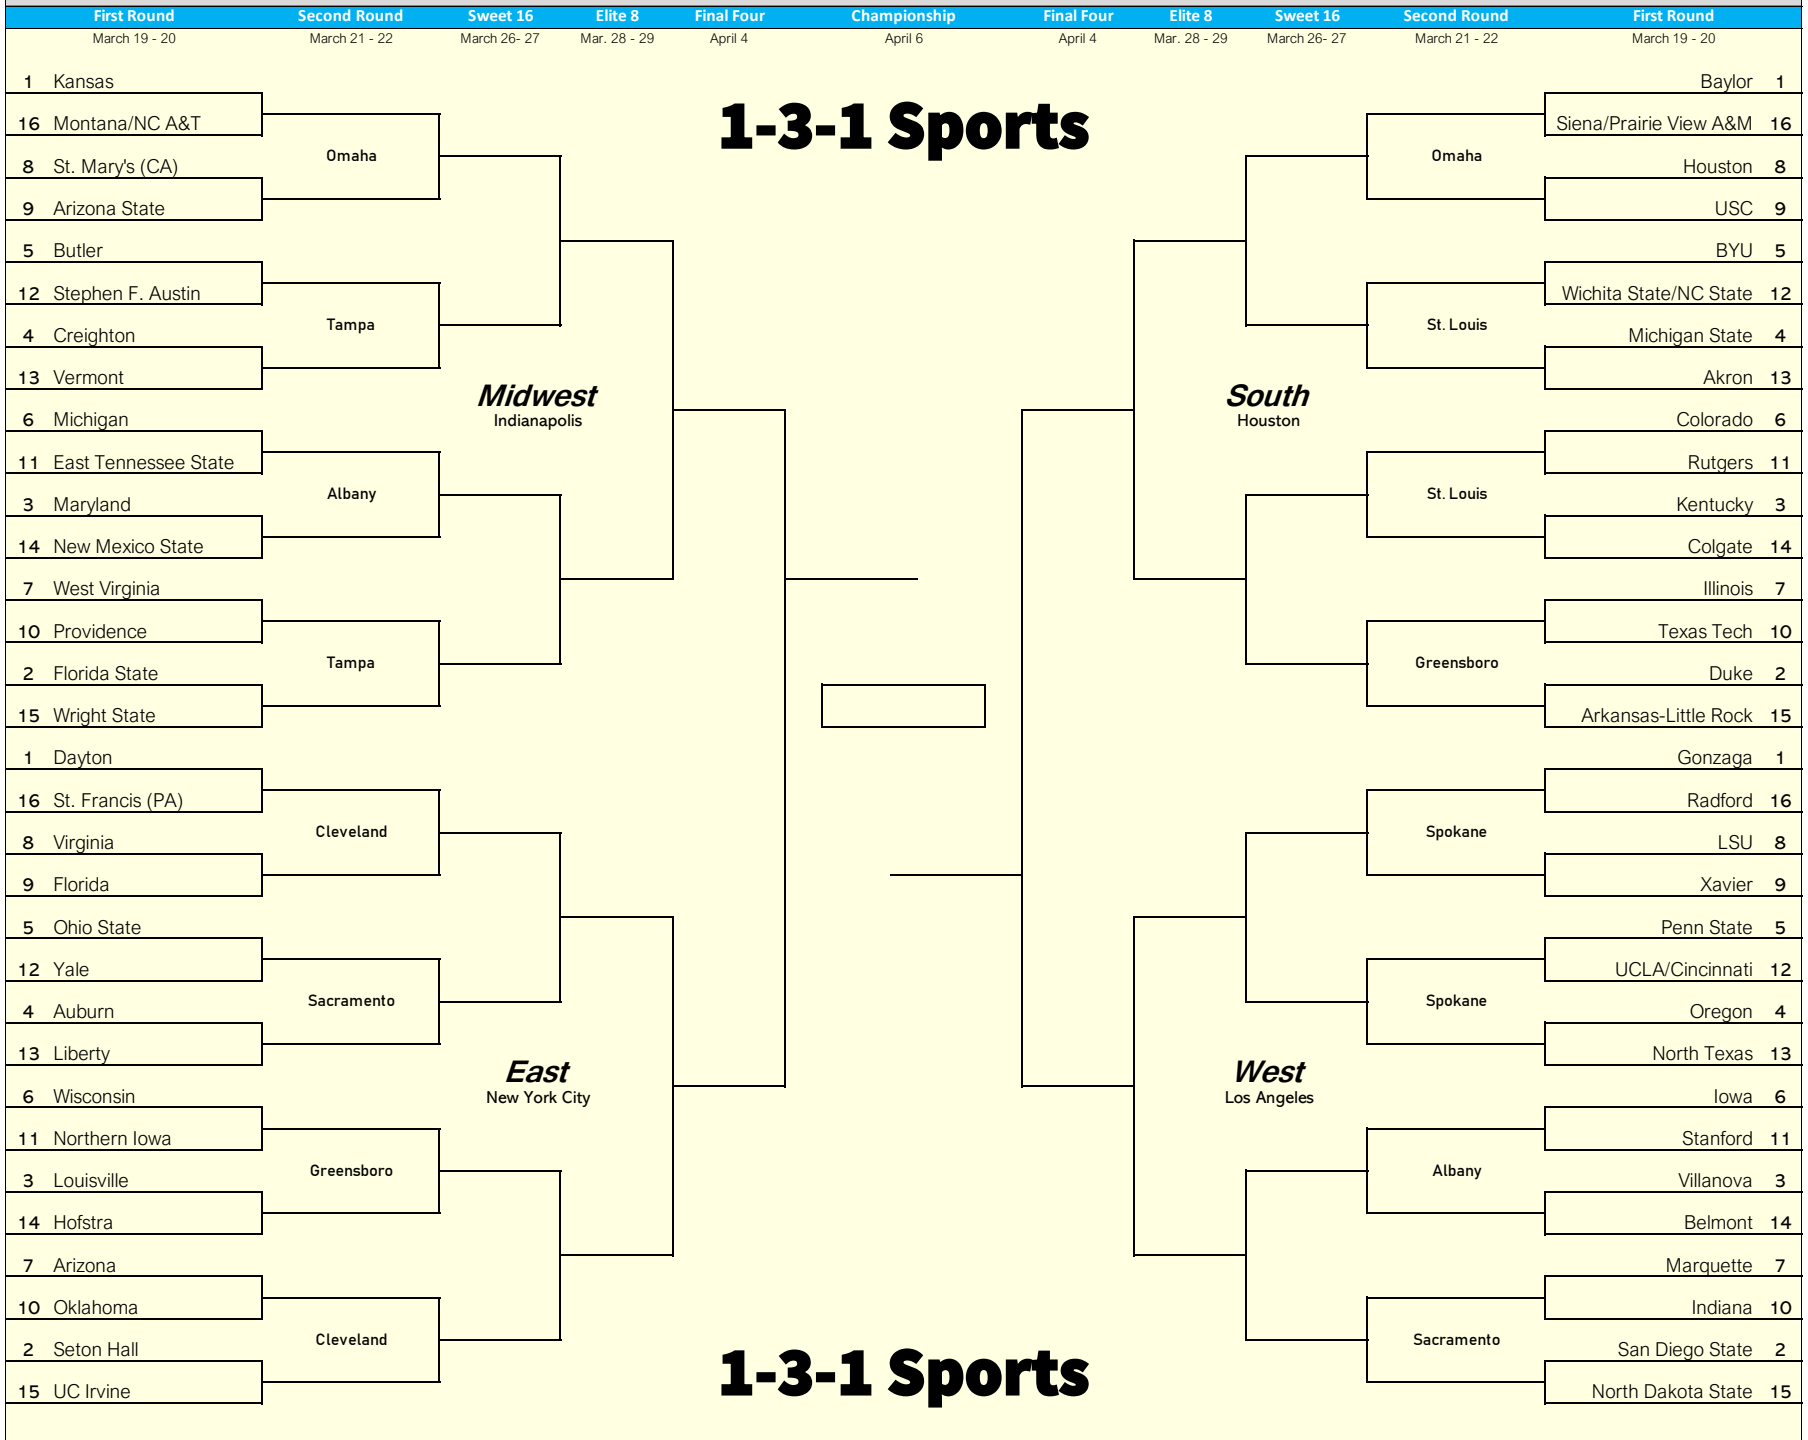 First Round Second Round Sweet 16 Elite 8 Final Four Championship Final Four Elite 8 Sweet 16 Second Round First Round
March 19 - 20 March 21 - 22 March 26- 27 Mar. 28 - 29 April 4 April 6 April 4 Mar. 28 - 29 March 26- 27 March 21 - 22 March 19 - 20
1-3-1 Sports
1 Kansas
16 Montana/NC A&T
Omaha
8 St. Mary's (CA)
9 Arizona State
5 Butler
12 Stephen F. Austin
Tampa
4 Creighton
13 Vermont
Midwest
Indianapolis
6 Michigan
11 East Tennessee State
Albany
3 Maryland
14 New Mexico State
7 West Virginia
10 Providence
Tampa
2 Florida State
15 Wright State
1 Dayton
16 St. Francis (PA)
Cleveland
8 Virginia
9 Florida
5 Ohio State
12 Yale
Sacramento
4 Auburn
13 Liberty
East
New York City
6 Wisconsin
11 Northern Iowa
Greensboro
3 Louisville
14 Hofstra
7 Arizona
10 Oklahoma
Cleveland
2 Seton Hall
15 UC Irvine
Baylor 1
Siena/Prairie View A&M 16
Omaha
Houston 8
USC 9
BYU 5
Wichita State/NC State 12
St. Louis
Michigan State 4
Akron 13
South
Houston
Colorado 6
Rutgers 11
St. Louis
Kentucky 3
Colgate 14
Illinois 7
Texas Tech 10
Greensboro
Duke 2
Arkansas-Little Rock 15
Gonzaga 1
Radford 16
Spokane
LSU 8
Xavier 9
Penn State 5
UCLA/Cincinnati 12
Spokane
Oregon 4
North Texas 13
West
Los Angeles
Iowa 6
Stanford 11
Albany
Villanova 3
Belmont 14
Marquette 7
Indiana 10
Sacramento
San Diego State 2
North Dakota State 15
1-3-1 Sports